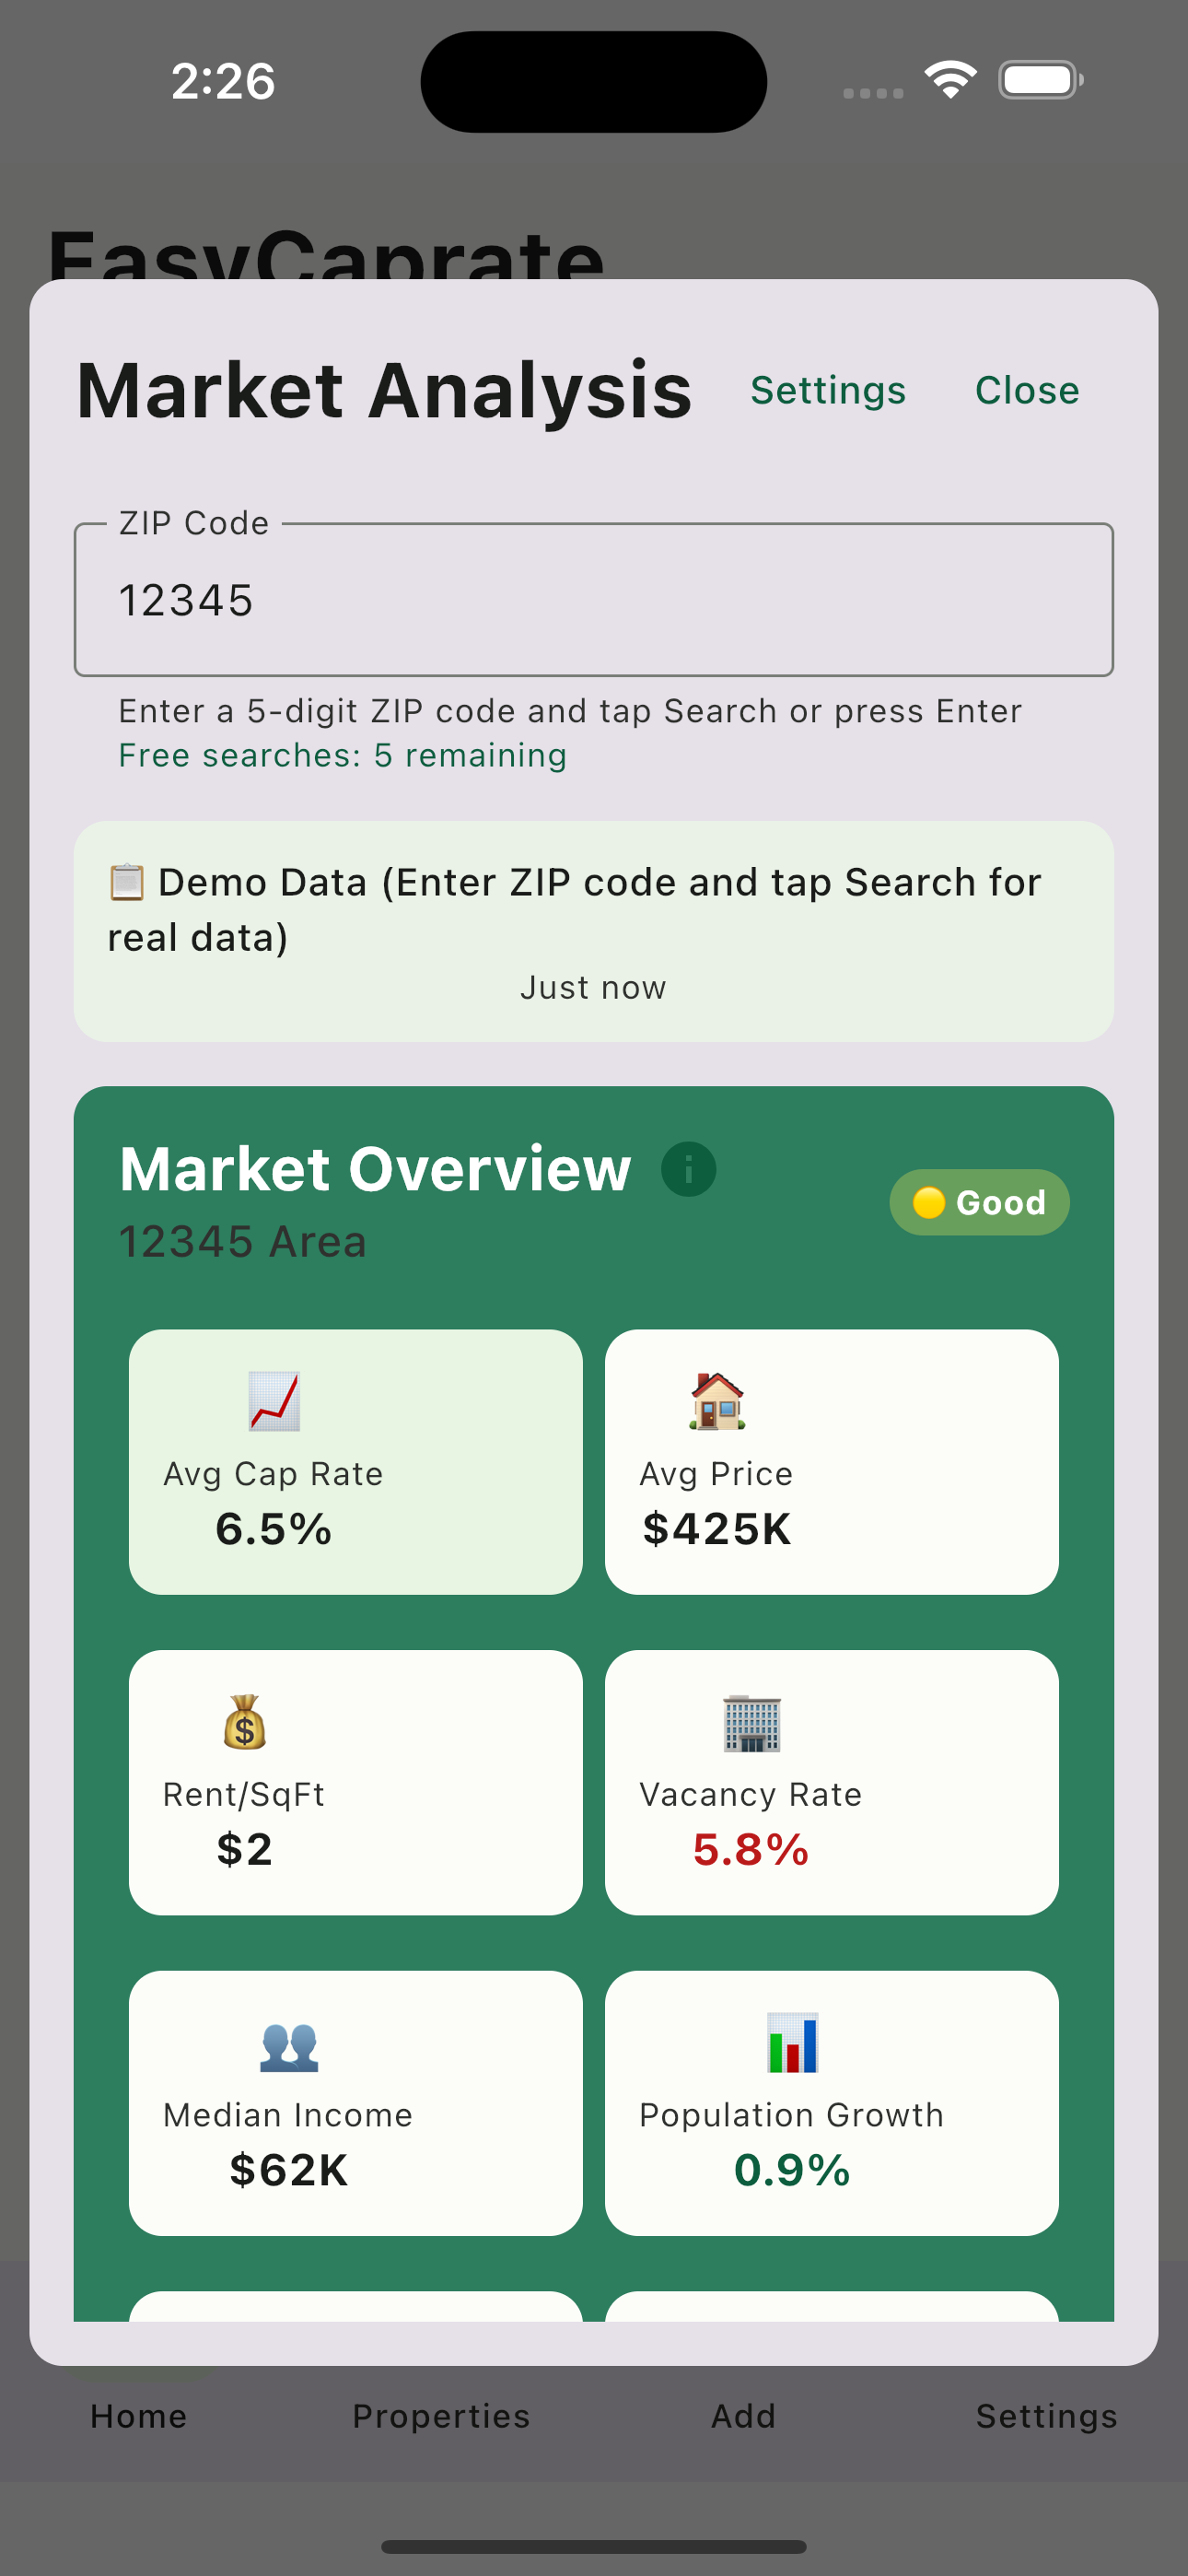 2:26
EasyCaprate
Market Analysis
Settings
Close
ZIP Code
12345
Enter a 5-digit ZIP code and tap Search or press Enter
Free searches: 5 remaining
📋 Demo Data (Enter ZIP code and tap Search for
real data)
Just now
Market Overview
12345 Area
🟡 Good
Avg Cap Rate
6.5%
Avg Price
$425K
Rent/SqFt
$2
Vacancy Rate
5.8%
Median Income
$62K
Population Growth
0.9%
Home
Properties
Add
Settings